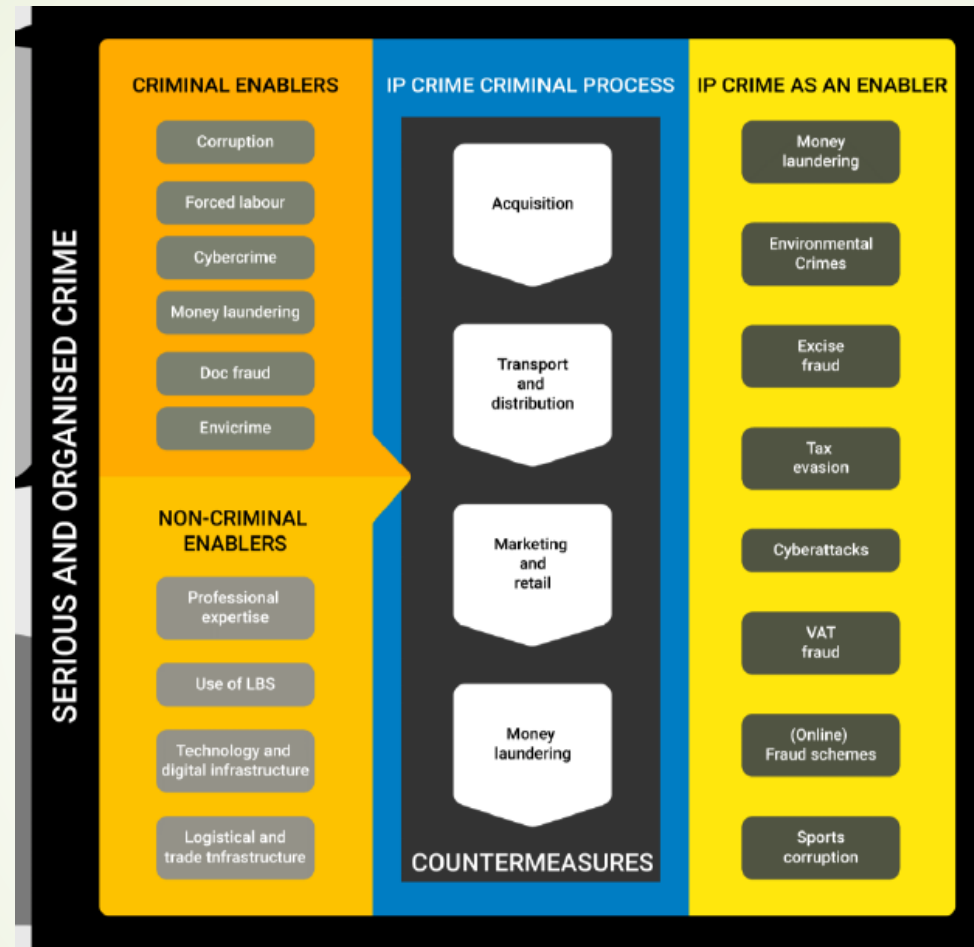 SERIOUS AND ORGANISED CRIME
CRIMINAL ENABLERS
Corruption
Forced labour
Cybercrime
Money laundering
Doc fraud
Envicrime
NON-CRIMINAL
ENABLERS
Professional
expertise
Use of LBS
Technology and
digital infrastructure
Logistical and
trade tnfrastructure
IP CRIME CRIMINAL PROCESS
Acquisition
Transport
and
distribution
Marketing
and
retail
Money
laundering
COUNTERMEASURES
IP CRIME AS AN ENABLER
Money
laundering
Environmental
Crimes
Excise
fraud
Tax
evasion
Cyberattacks
VAT
fraud
(Online)
Fraud schemes
Sports
corruption